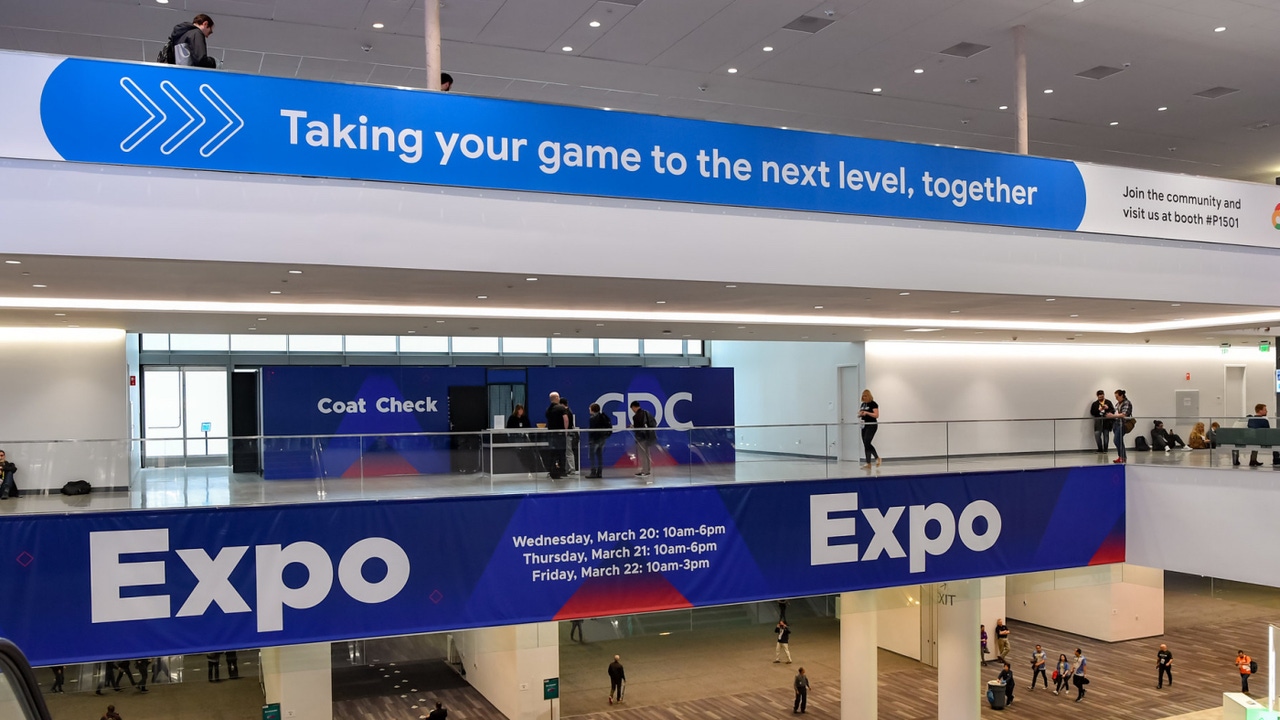 Taking your game to the next level, together
Join the community and
visit us at booth #P1501
Coat Check
GDC
Expo
Wednesday, March 20: 10am-6pm
Thursday, March 21: 10am-6pm
Friday, March 22: 10am-3pm
Expo